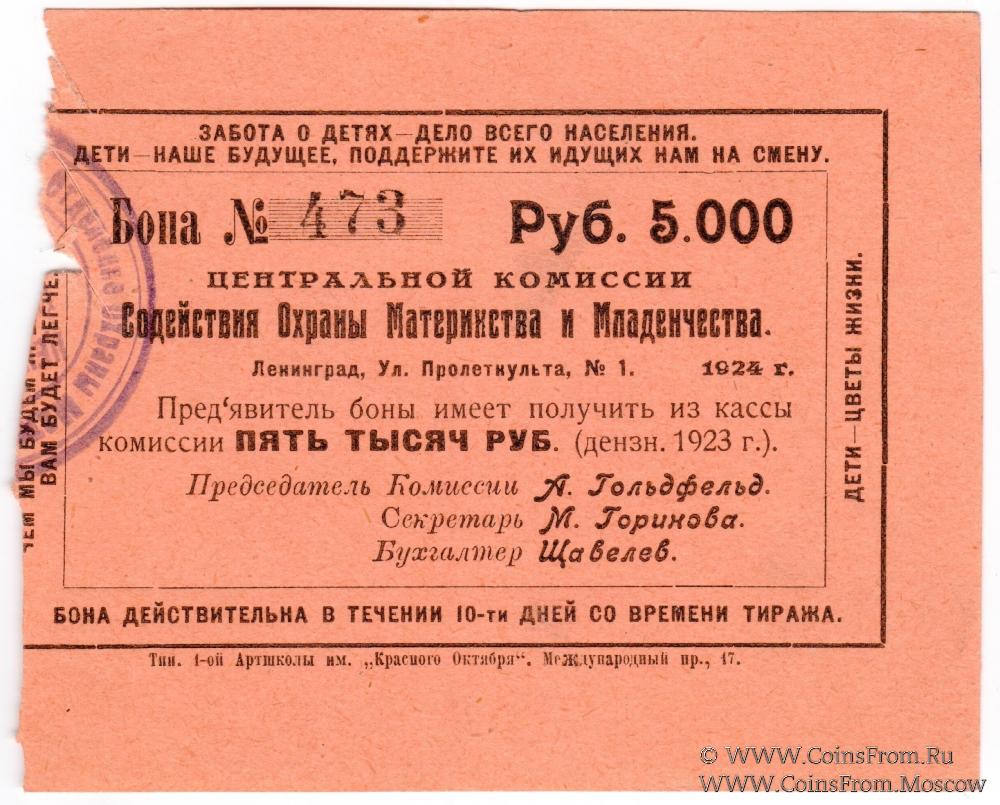 ЗАБОТА О ДЕТЯХ—ДЕЛО ВСЕГО НАСЕЛЕНИЯ.
ДЕТИ—НАШЕ БУДУЩЕЕ, ПОДДЕРЖИТЕ ИХ ИДУЩИХ НАМ НА СМЕНУ.
Бона № 473 Руб. 5.000
ЦЕНТРАЛЬНОЙ КОМИССИИ
Содействия Охраны Материнства и Младенчества.
Ленинград, Ул. Пролеткульта, № 1. 1924 г.
Пред'явитель боны имеет получить из кассы
комиссии ПЯТЬ ТЫСЯЧ РУБ. (дензн. 1923 г.).
Председатель Комиссии А. Гольдфельд.
Секретарь М. Горинова.
Бухгалтер Щавелев.
ЧЕМ МЫ БУДЕМ
ВАМ БУДЕТ ЛЕГЧЕ.
ДЕТИ—ЦВЕТЫ ЖИЗНИ.
охраны
БОНА ДЕЙСТВИТЕЛЬНА В ТЕЧЕНИИ 10-ти ДНЕЙ СО ВРЕМЕНИ ТИРАЖА.
Тип. 1-ой Артшколы им. „Красного Октября“. Международный пр., 17.
© WWW.CoinsFrom.Ru
WWW.CoinsFrom.Moscow